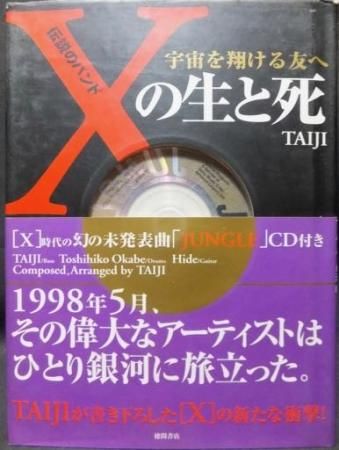 伝説のバンド
X
宇宙を翔ける友へ
の生と死
TAIJI
[X]時代の幻の未発表曲「JUNGLE」CD付き
TAIJI/Bass Toshihiko Okabe/Drums Hide/Guitar
Composed,Arranged by TAIJI
1998年5月、
その偉大なアーティストは
ひとり銀河に旅立った。
TAIJIが書き下ろした[X]の新たな衝撃!
徳間書店